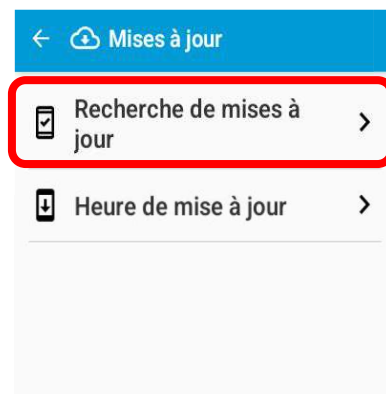 Mises à jour
Recherche de mises à
jour
Heure de mise à jour